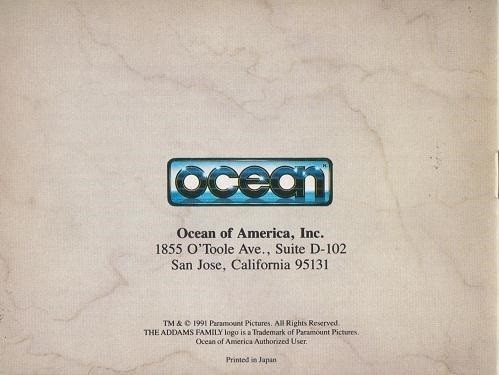 ocean
Ocean of America, Inc.
1855 O'Toole Ave., Suite D-102
San Jose, California 95131
TM & © 1991 Paramount Pictures. All Rights Reserved.
THE ADDAMS FAMILY logo is a Trademark of Paramount Pictures.
Ocean of America Authorized User.
Printed in Japan